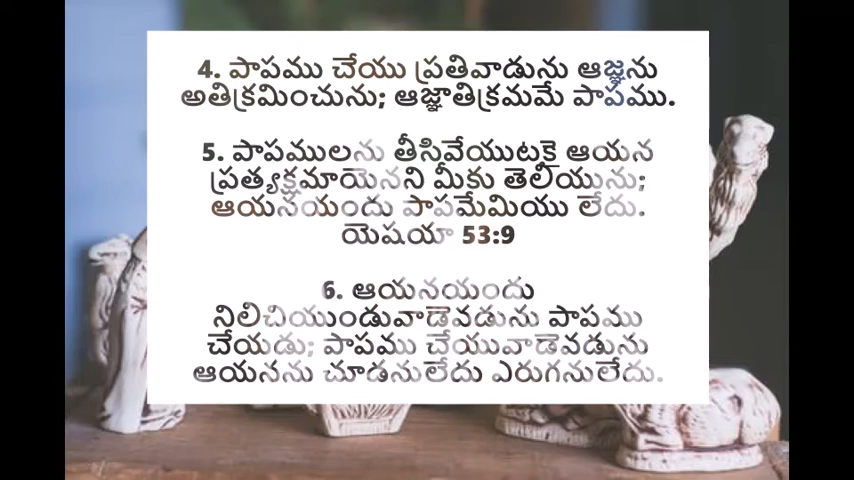 4. పాపము చేయు ప్రతివాడును ఆజ్ఞను
అతిక్రమించును; ఆజ్ఞాతిక్రమమే పాపము.
5. పాపములను తీసివేయుటకై ఆయన
ప్రత్యక్షమాయెనని మీకు తెలియును;
ఆయనయందు పాపమేమియు లేదు.
యెషయా 53:9
6. ఆయనయందు
నిలిచియుండువాడెవడును పాపము
చేయడు; పాపము చేయువాడెవడును
ఆయనను చూడనులేదు ఎరుగనులేదు.